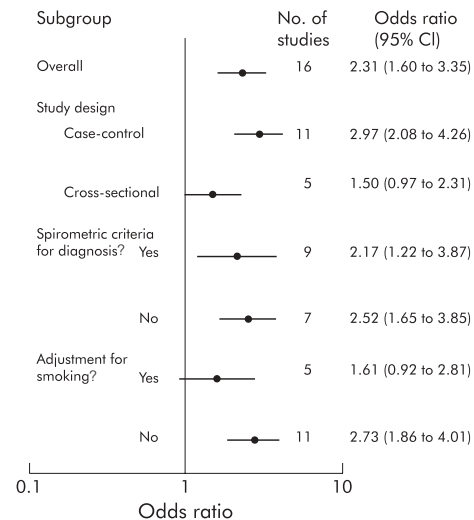 Subgroup No. of studies Odds ratio (95% CI)
Overall 16 2.31 (1.60 to 3.35)
Study design
Case-control 11 2.97 (2.08 to 4.26)
Cross-sectional 5 1.50 (0.97 to 2.31)
Spirometric criteria
for diagnosis? Yes 9 2.17 (1.22 to 3.87)
No 7 2.52 (1.65 to 3.85)
Adjustment for
smoking? Yes 5 1.61 (0.92 to 2.81)
No 11 2.73 (1.86 to 4.01)
0.1 1 10
Odds ratio